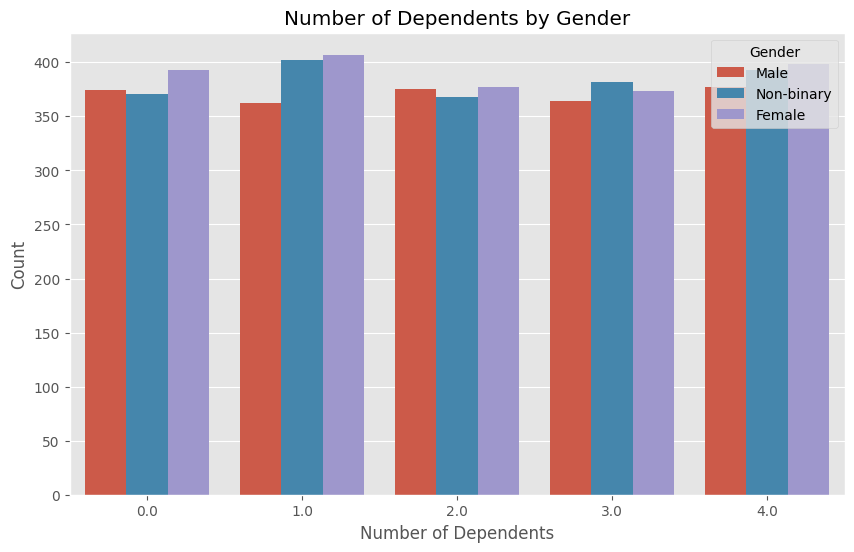 Number of Dependents by Gender
Gender
Male
Non-binary
Female
Count
400
350
300
250
200
150
100
50
0
0.0 1.0 2.0 3.0 4.0
Number of Dependents